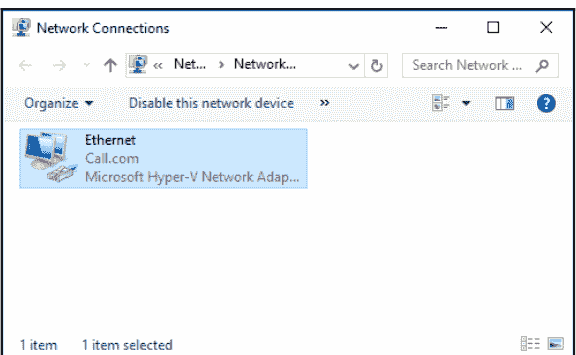 Network Connections
« Net... › Network...
Search Network ...
Organize
Disable this network device
»
Ethernet
Call.com
Microsoft Hyper-V Network Adap...
1 item
1 item selected